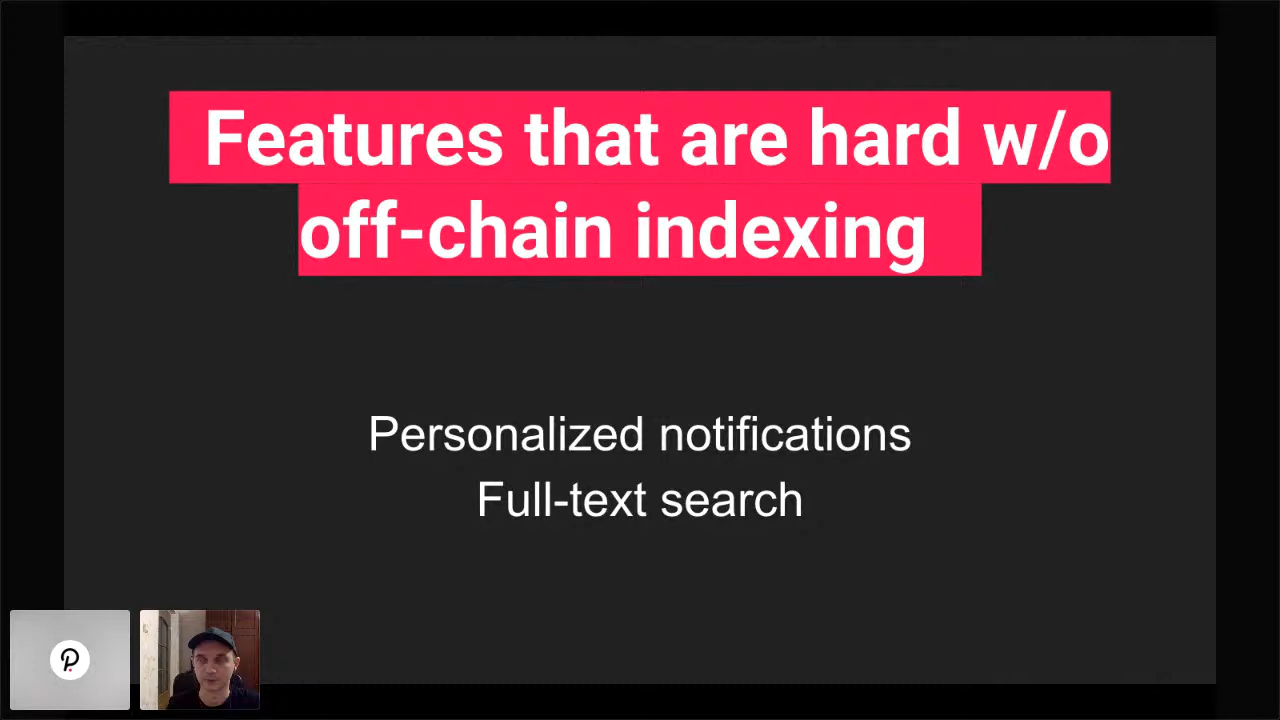 Features that are hard w/o
off-chain indexing
Personalized notifications
Full-text search